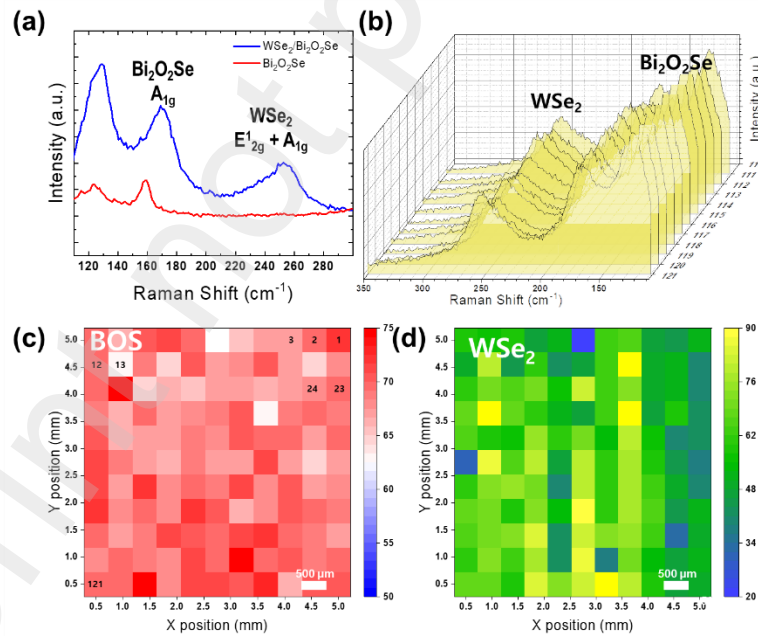 (a)
WSe₂/Bi₂O₂Se
Bi₂O₂Se
Bi₂O₂Se
A₁g
WSe₂
E¹₂g + A₁g
Intensity (a.u.)
120 160 200 240 280
Raman Shift (cm⁻¹)
(b)
WSe₂
Bi₂O₂Se
Intensity (a.u.)
112
113
114
115
116
117
118
119
120
121
350 300 250 200 150
Raman Shift (cm⁻¹)
(c)
BOS
3 2 1
12 13
24 23
121
500 µm
5.0
4.5
4.0
3.5
3.0
2.5
2.0
1.5
1.0
0.5
Y position (mm)
0.5 1.0 1.5 2.0 2.5 3.0 3.5 4.0 4.5 5.0
X position (mm)
75
70
65
60
55
50
(d)
WSe₂
500 µm
5.0
4.5
4.0
3.5
3.0
2.5
2.0
1.5
1.0
0.5
Y position (mm)
0.5 1.0 1.5 2.0 2.5 3.0 3.5 4.0 4.5 5.0
X position (mm)
90
76
62
48
34
20